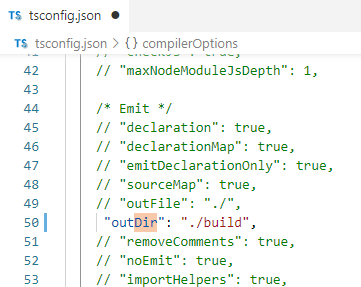 TS tsconfig.json ●
TS tsconfig.json > {} compilerOptions
42 // "maxNodeModuleJsDepth": 1,
43
44 /* Emit */
45 // "declaration": true,
46 // "declarationMap": true,
47 // "emitDeclarationOnly": true,
48 // "sourceMap": true,
49 // "outFile": "./",
50 "outDir": "./build",
51 // "removeComments": true,
52 // "noEmit": true,
53 // "importHelpers": true,